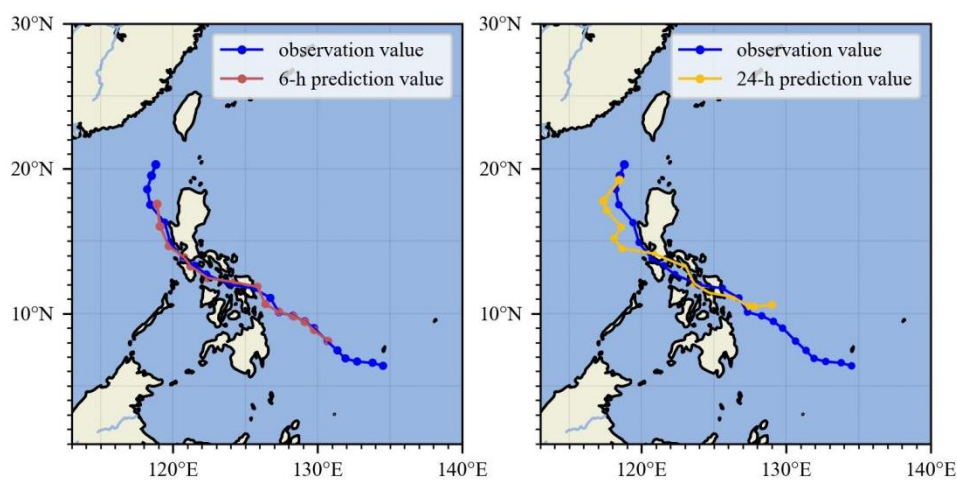 30°N
20°N
10°N
120°E
130°E
140°E
observation value
6-h prediction value
30°N
20°N
10°N
120°E
130°E
140°E
observation value
24-h prediction value